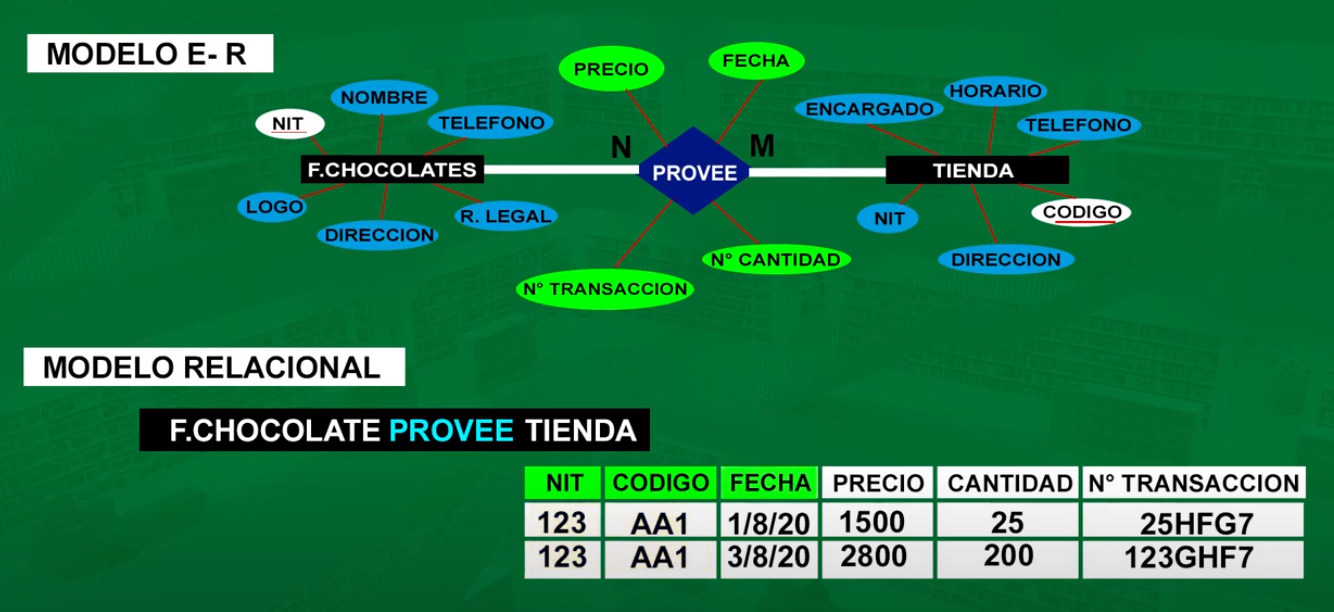 MODELO E- R
PRECIO
FECHA
NOMBRE
HORARIO
ENCARGADO
NIT
TELEFONO
TELEFONO
N
M
F.CHOCOLATES
PROVEE
TIENDA
LOGO
R. LEGAL
NIT
CODIGO
DIRECCION
N° CANTIDAD
DIRECCION
N° TRANSACCION
MODELO RELACIONAL
F.CHOCOLATE PROVEE TIENDA
NIT CODIGO FECHA PRECIO CANTIDAD N° TRANSACCION
123 AA1 1/8/20 1500 25 25HFG7
123 AA1 3/8/20 2800 200 123GHF7